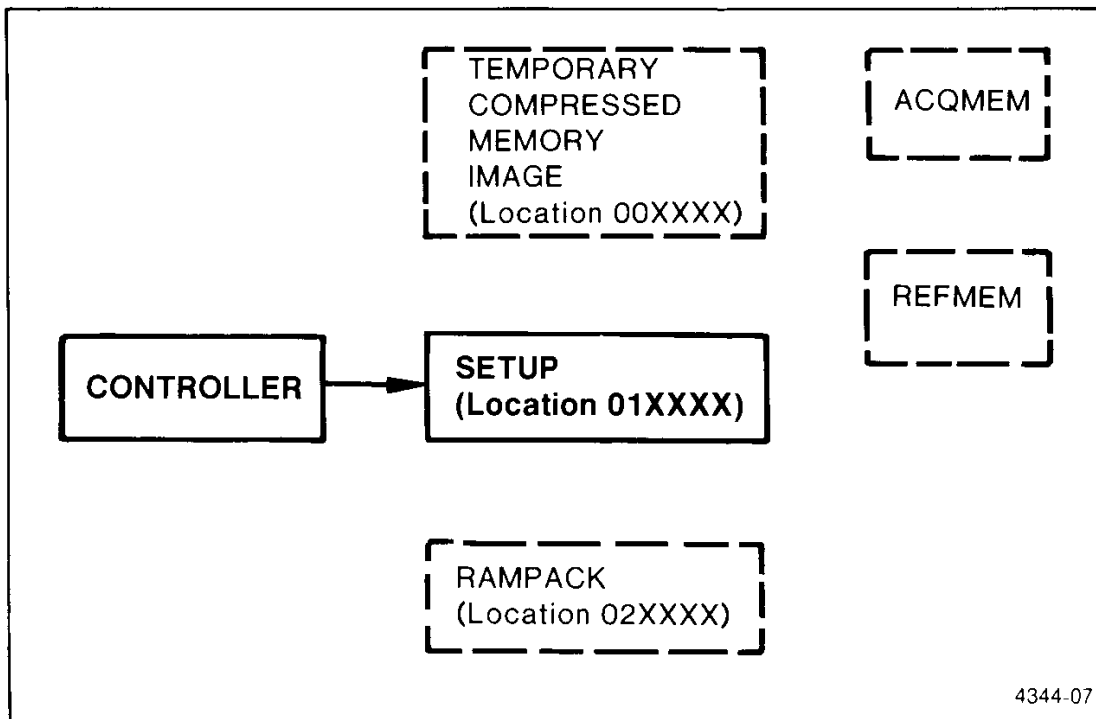 TEMPORARY
COMPRESSED
MEMORY
IMAGE
(Location 00XXXX)
ACQMEM
REFMEM
CONTROLLER
SETUP
(Location 01XXXX)
RAMPACK
(Location 02XXXX)
4344-07